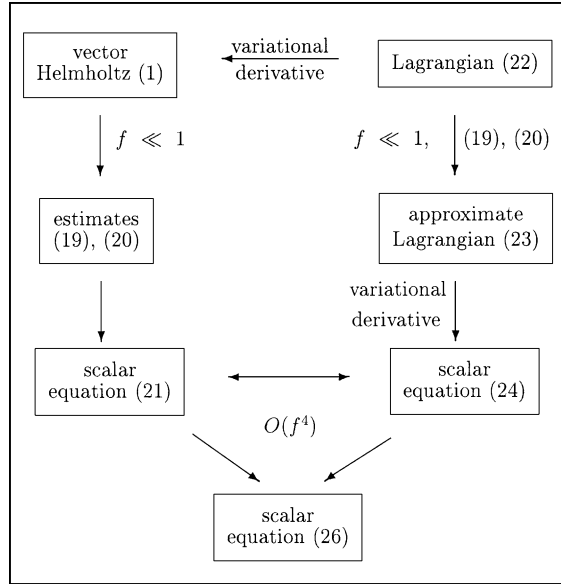 vector
Helmholtz (1)
variational
derivative
Lagrangian (22)
f ≪ 1
f ≪ 1, (19), (20)
estimates
(19), (20)
approximate
Lagrangian (23)
variational
derivative
scalar
equation (21)
scalar
equation (24)
O(f⁴)
scalar
equation (26)